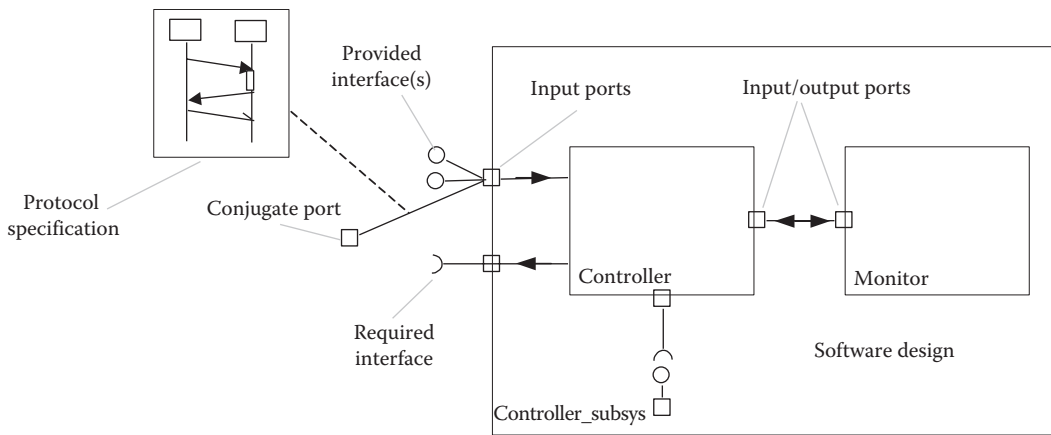 Provided
interface(s)
Input ports
Input/output ports
Protocol
specification
Conjugate port
Controller
Monitor
Required
interface
Software design
Controller_subsys